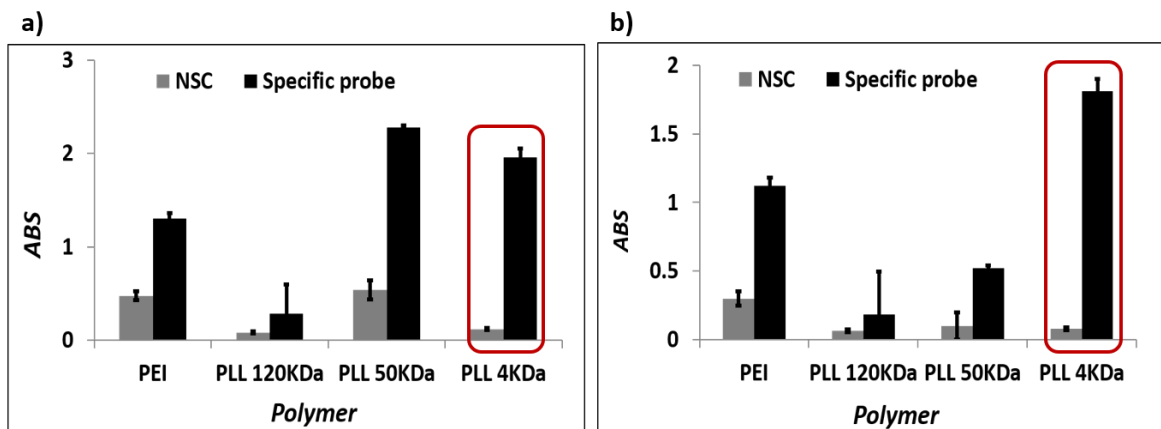 a)
3
2
1
0
ABS
NSC Specific probe
PEI PLL 120KDa PLL 50KDa PLL 4KDa
Polymer
b)
2
1.5
1
0.5
0
ABS
NSC Specific probe
PEI PLL 120KDa PLL 50KDa PLL 4KDa
Polymer